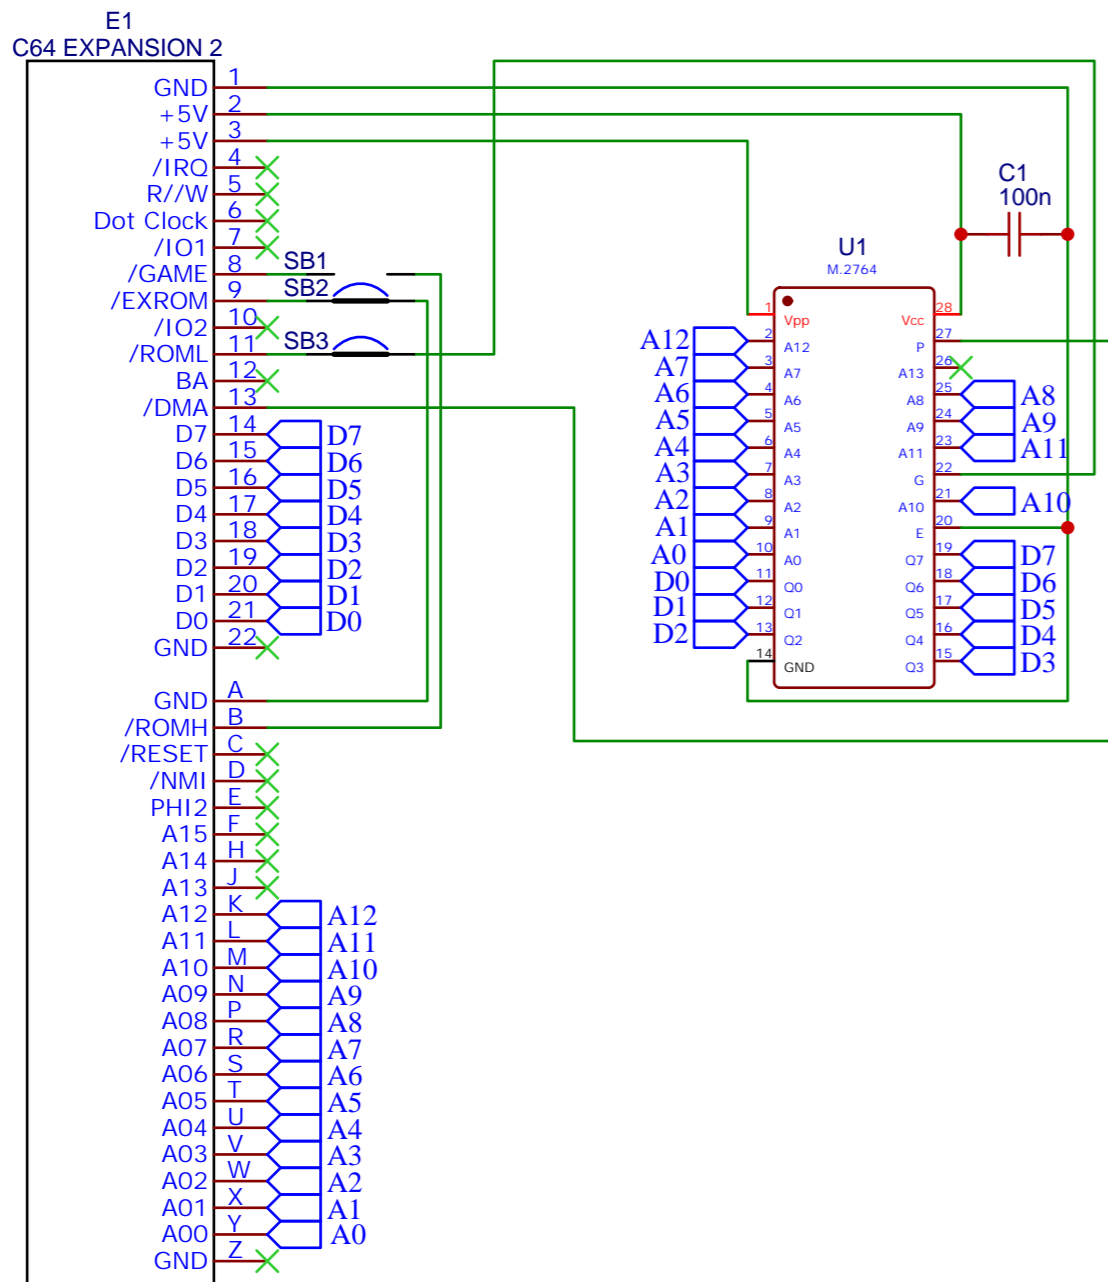 E1
C64 EXPANSION 2
GND 1
+5V 2
+5V 3
/IRQ 4
R//W 5
Dot Clock 6
/IO1 7
/GAME 8 SB1
/EXROM 9 SB2
/IO2 10
/ROML 11 SB3
BA 12
/DMA 13
D7 14 D7
D6 15 D6
D5 16 D5
D4 17 D4
D3 18 D3
D2 19 D2
D1 20 D1
D0 21 D0
GND 22
GND A
/ROMH B
/RESET C
/NMI D
PHI2 E
A15 F
A14 H
A13 J
A12 K A12
A11 L A11
A10 M A10
A09 N A9
A08 P A8
A07 R A7
A06 S A6
A05 T A5
A04 U A4
A03 V A3
A02 W A2
A01 X A1
A00 Y A0
GND Z
C1
100n
U1
M.2764
1 Vpp Vcc 28
A12 2 A12 P 27
A7 3 A7 A13 26
A6 4 A6 A8 25 A8
A5 5 A5 A9 24 A9
A4 6 A4 A11 23 A11
A3 7 A3 G 22
A2 8 A2 A10 21 A10
A1 9 A1 E 20
A0 10 A0 Q7 19 D7
D0 11 Q0 Q6 18 D6
D1 12 Q1 Q5 17 D5
D2 13 Q2 Q4 16 D4
14 GND Q3 15 D3